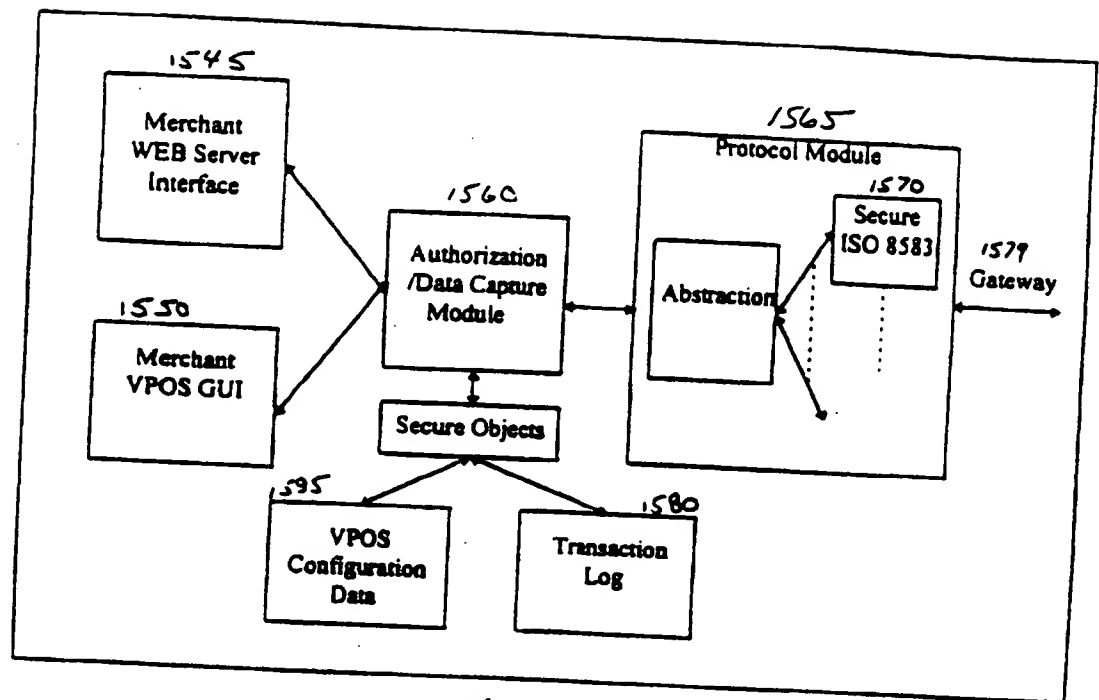 1545
Merchant
WEB Server
Interface
1550
Merchant
VPOS GUI
1560
Authorization
/Data Capture
Module
Secure Objects
1595
VPOS
Configuration
Data
1580
Transaction
Log
1565
Protocol Module
Abstraction
1570
Secure
ISO 8583
1579
Gateway